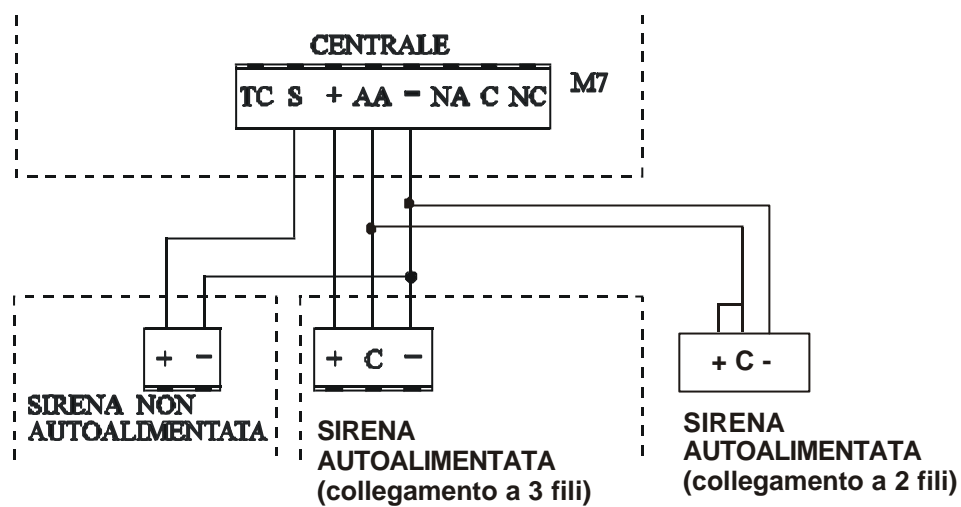 CENTRALE
TC S + AA - NA C NC
M7
+ -
SIRENA NON
AUTOALIMENTATA
+ C -
SIRENA
AUTOALIMENTATA
(collegamento a 3 fili)
+ C -
SIRENA
AUTOALIMENTATA
(collegamento a 2 fili)